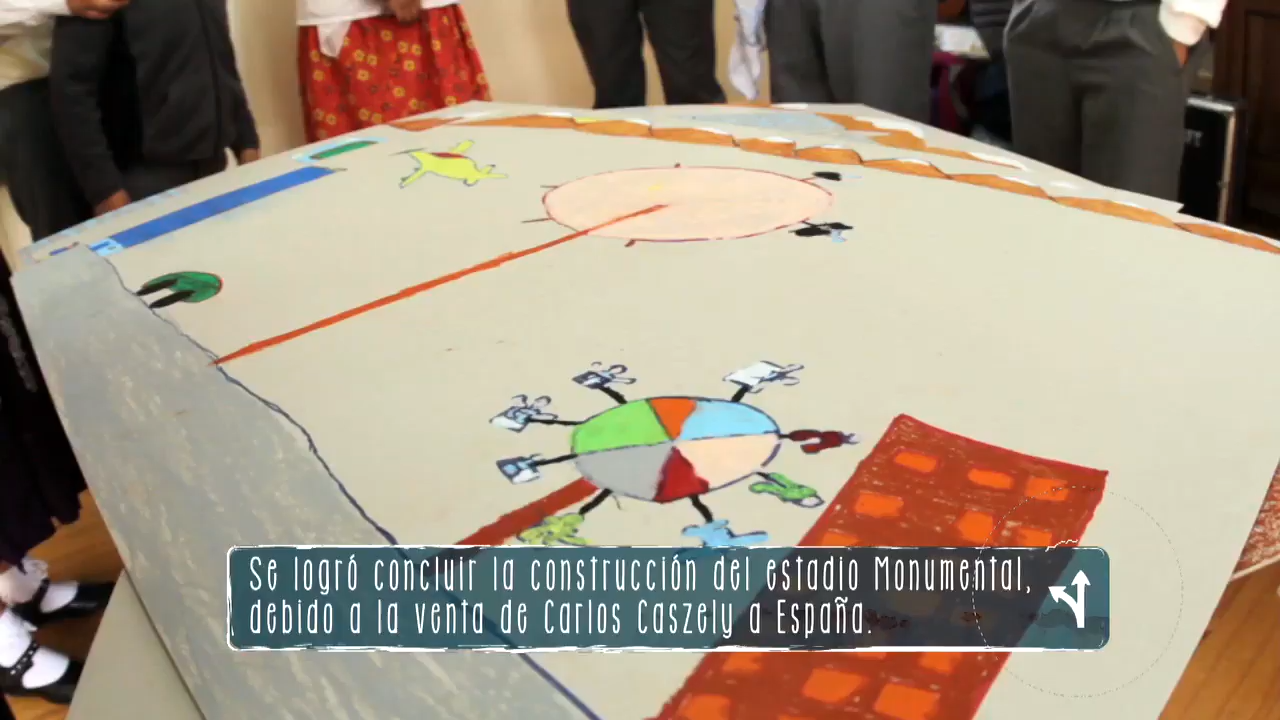 Se logró concluir la construcción del estadio Monumental,
debido a la venta de Carlos Caszely a España.